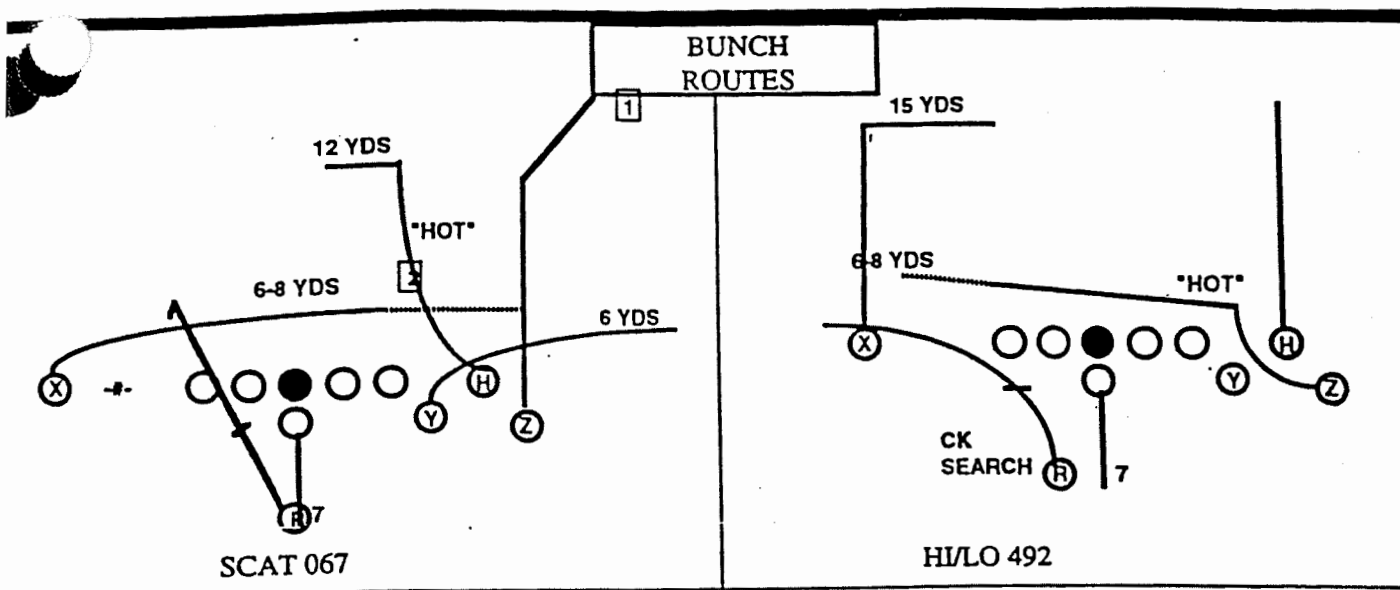 BUNCH
ROUTES
1
12 YDS
"HOT"
2
6-8 YDS
6 YDS
X
-#-
H
Y
Z
R
7
SCAT 067
15 YDS
6-8 YDS
"HOT"
X
H
Y
Z
CK
SEARCH
R
7
HI/LO 492